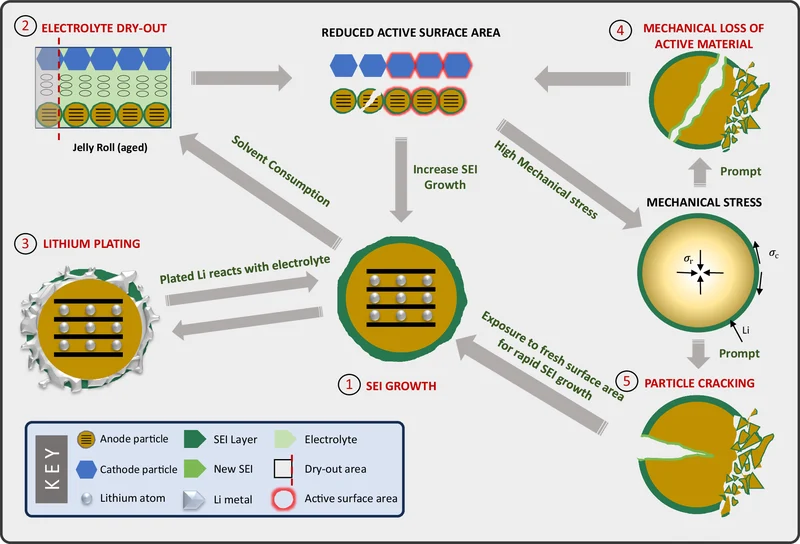 2 ELECTROLYTE DRY-OUT
Jelly Roll (aged)
REDUCED ACTIVE SURFACE AREA
4 MECHANICAL LOSS OF
ACTIVE MATERIAL
Solvent Consumption
Increase SEI
Growth
High Mechanical stress
Prompt
MECHANICAL STRESS
σr
σc
Li
Prompt
3 LITHIUM PLATING
Plated Li reacts with electrolyte
1 SEI GROWTH
Exposure to fresh surface area
for rapid SEI growth
5 PARTICLE CRACKING
KEY
Anode particle
SEI Layer
Electrolyte
Cathode particle
New SEI
Dry-out area
Lithium atom
Li metal
Active surface area